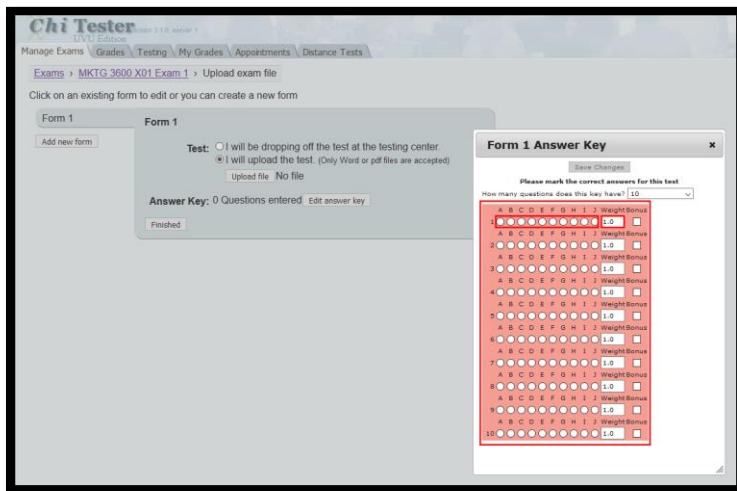 Chi Tester
UVU Edition
Manage Exams Grades Testing My Grades Appointments Distance Tests
Exams › MKTG 3600 X01 Exam 1 › Upload exam file
Click on an existing form to edit or you can create a new form
Form 1
Add new form
Form 1
Test: I will be dropping off the test at the testing center.
I will upload the test. (Only Word or pdf files are accepted)
Upload file No file
Answer Key: 0 Questions entered Edit answer key
Finished
Form 1 Answer Key ×
Save Changes
Please mark the correct answers for this test
How many questions does this key have? 10
A B C D E F G H I J Weight Bonus
1 1.0
A B C D E F G H I J Weight Bonus
2 1.0
A B C D E F G H I J Weight Bonus
3 1.0
A B C D E F G H I J Weight Bonus
4 1.0
A B C D E F G H I J Weight Bonus
5 1.0
A B C D E F G H I J Weight Bonus
6 1.0
A B C D E F G H I J Weight Bonus
7 1.0
A B C D E F G H I J Weight Bonus
8 1.0
A B C D E F G H I J Weight Bonus
9 1.0
A B C D E F G H I J Weight Bonus
10 1.0